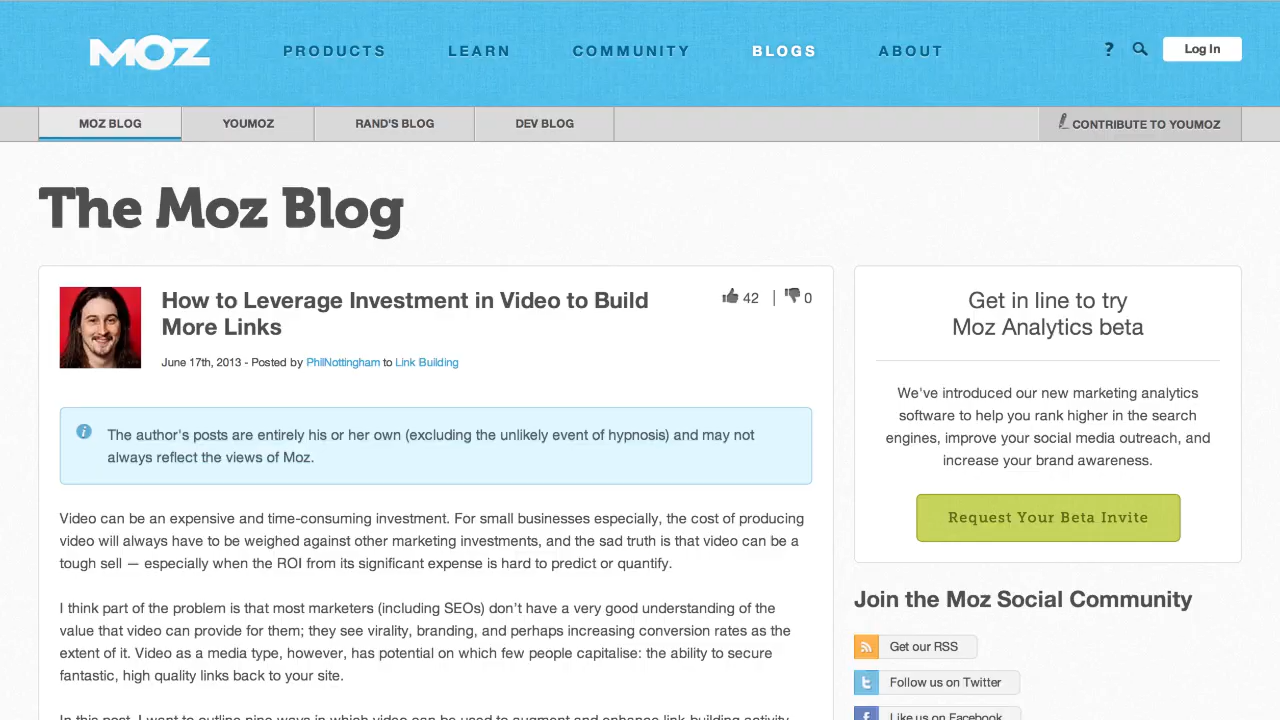 MOZ
PRODUCTS
LEARN
COMMUNITY
BLOGS
ABOUT
?
Log In
MOZ BLOG
YOUMOZ
RAND'S BLOG
DEV BLOG
CONTRIBUTE TO YOUMOZ
The Moz Blog
How to Leverage Investment in Video to Build
More Links
42 | 0
June 17th, 2013 - Posted by PhilNottingham to Link Building
The author's posts are entirely his or her own (excluding the unlikely event of hypnosis) and may not
always reflect the views of Moz.
Video can be an expensive and time-consuming investment. For small businesses especially, the cost of producing
video will always have to be weighed against other marketing investments, and the sad truth is that video can be a
tough sell — especially when the ROI from its significant expense is hard to predict or quantify.
I think part of the problem is that most marketers (including SEOs) don't have a very good understanding of the
value that video can provide for them; they see virality, branding, and perhaps increasing conversion rates as the
extent of it. Video as a media type, however, has potential on which few people capitalise: the ability to secure
fantastic, high quality links back to your site.
In this post, I want to outline nine ways in which video can be used to augment and enhance link-building activity
Get in line to try
Moz Analytics beta
We've introduced our new marketing analytics
software to help you rank higher in the search
engines, improve your social media outreach, and
increase your brand awareness.
Request Your Beta Invite
Join the Moz Social Community
Get our RSS
Follow us on Twitter
Like us on Facebook